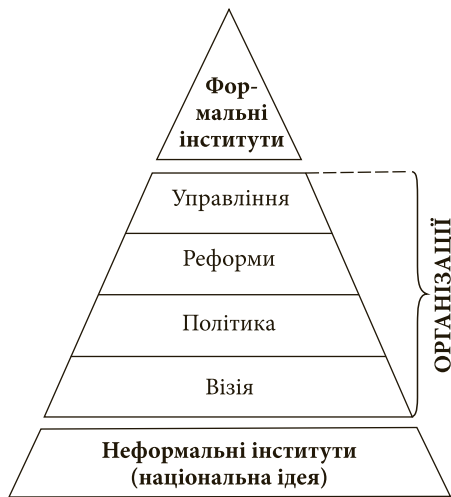 Фор-
мальні
інститути
Управління
Реформи
Політика
Візія
ОРГАНІЗАЦІЇ
Неформальні інститути
(національна ідея)